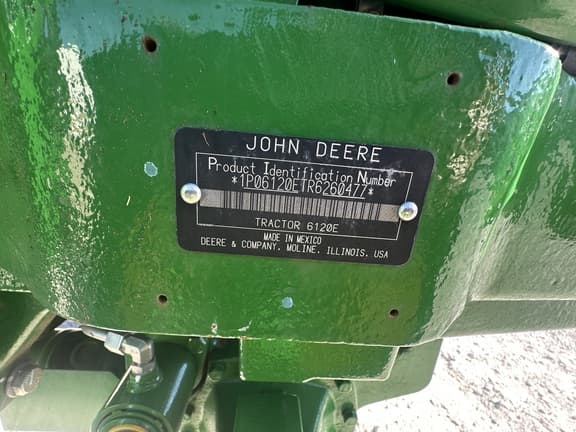 JOHN DEERE
Product Identification Number
*1P06120ETR6260477*
TRACTOR 6120E
MADE IN MEXICO
DEERE & COMPANY. MOLINE. ILLINOIS. USA